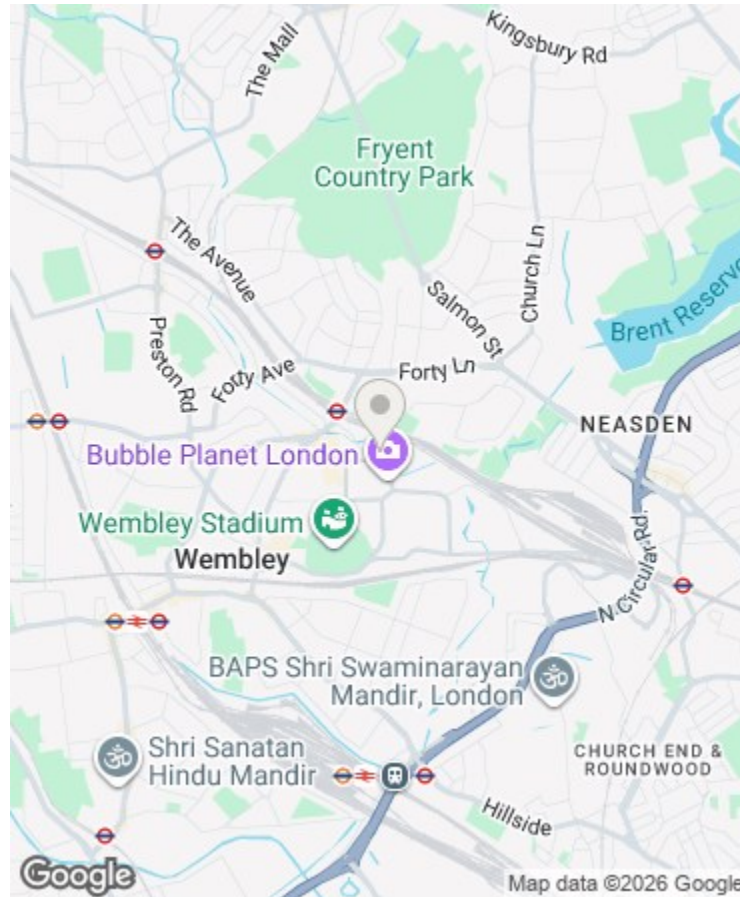 Kingsbury Rd
The Mall
Fryent
Country Park
The Avenue
Church Ln
Salmon St
Brent Reserv
Preston Rd
Forty Ave
Forty Ln
NEASDEN
Bubble Planet London
Wembley Stadium
Wembley
N Circular Rd
BAPS Shri Swaminarayan
Mandir, London
Shri Sanatan
Hindu Mandir
CHURCH END &
ROUNDWOOD
Hillside
Google
Map data ©2026 Google